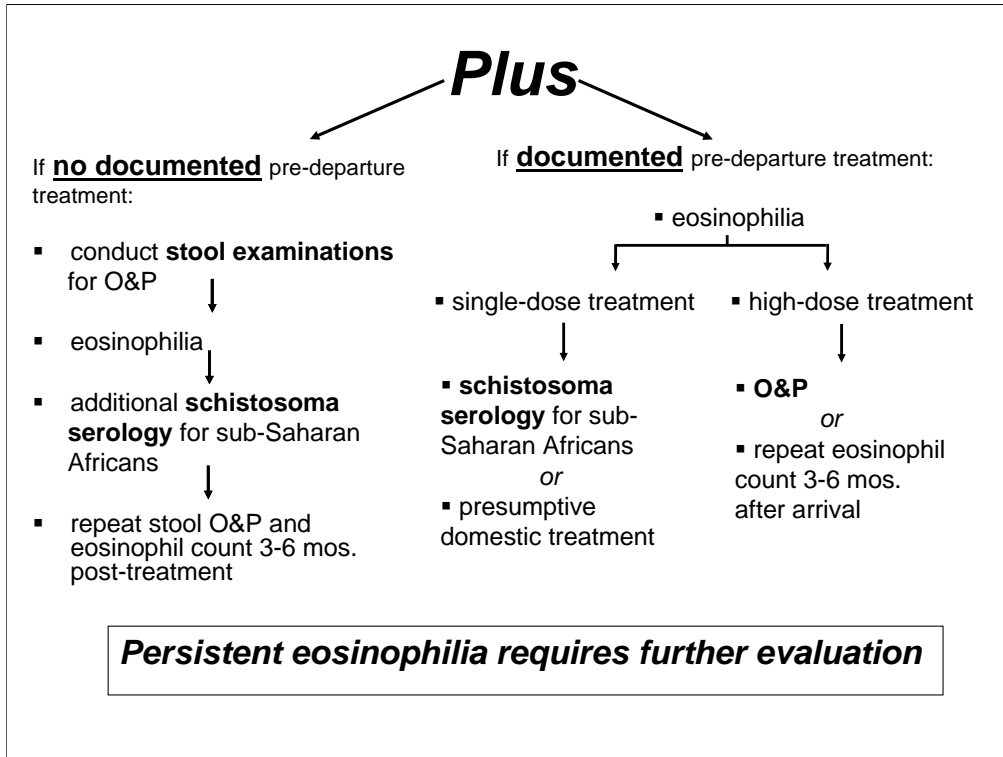 Plus
If no documented pre-departure
treatment:
▪ conduct stool examinations
for O&P
▪ eosinophilia
▪ additional schistosoma
serology for sub-Saharan
Africans
▪ repeat stool O&P and
eosinophil count 3-6 mos.
post-treatment
If documented pre-departure treatment:
▪ eosinophilia
▪ single-dose treatment
▪ schistosoma
serology for sub-
Saharan Africans
or
▪ presumptive
domestic treatment
▪ high-dose treatment
▪ O&P
or
▪ repeat eosinophil
count 3-6 mos.
after arrival
Persistent eosinophilia requires further evaluation